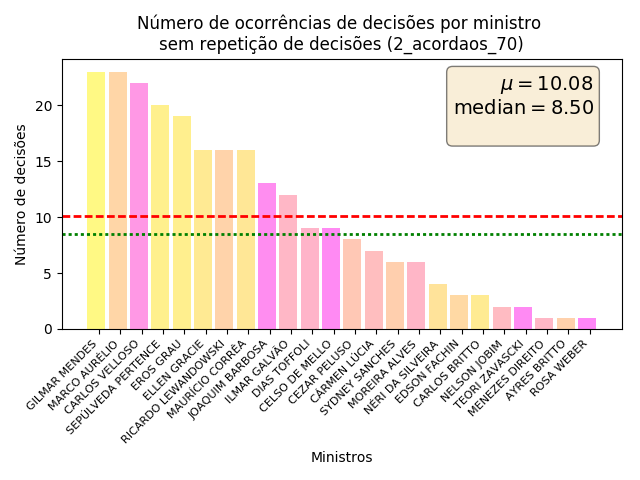 Número de ocorrências de decisões por ministro
sem repetição de decisões (2_acordaos_70)
μ = 10.08
median = 8.50
Número de decisões
20
15
10
5
0
GILMAR MENDES
MARCO AURÉLIO
CARLOS VELLOSO
SEPÚLVEDA PERTENCE
EROS GRAU
ELLEN GRACIE
RICARDO LEWANDOWSKI
MAURÍCIO CORRÊA
JOAQUIM BARBOSA
ILMAR GALVÃO
DIAS TOFFOLI
CELSO DE MELLO
CEZAR PELUSO
CÁRMEN LÚCIA
SYDNEY SANCHES
MOREIRA ALVES
NÉRI DA SILVEIRA
EDSON FACHIN
CARLOS BRITTO
NELSON JOBIM
TEORI ZAVASCKI
MENEZES DIREITO
AYRES BRITTO
ROSA WEBER
Ministros